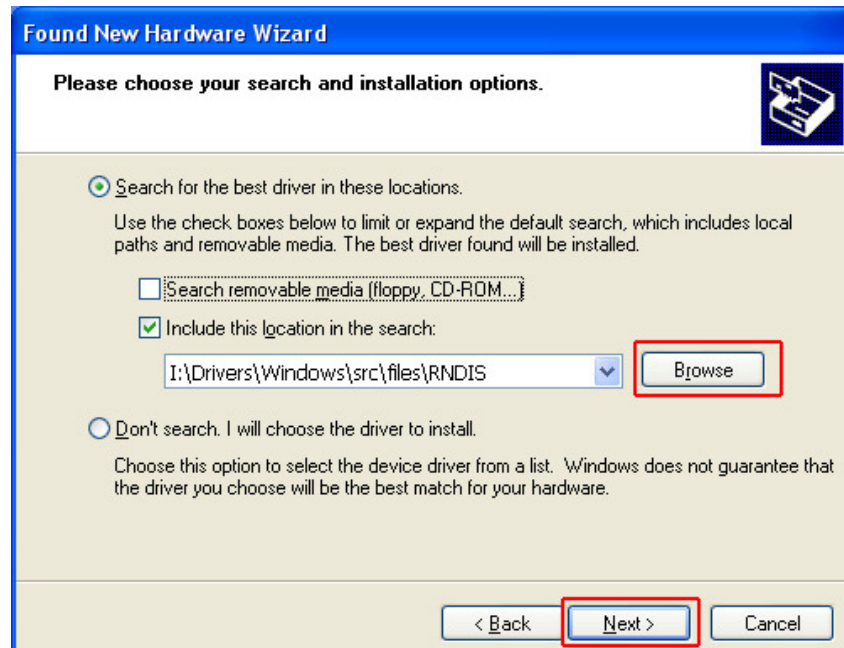 Found New Hardware Wizard
Please choose your search and installation options.
Search for the best driver in these locations.
Use the check boxes below to limit or expand the default search, which includes local
paths and removable media. The best driver found will be installed.
Search removable media (floppy, CD-ROM...)
Include this location in the search:
I:\Drivers\Windows\src\files\RNDIS
Browse
Don't search. I will choose the driver to install.
Choose this option to select the device driver from a list. Windows does not guarantee that
the driver you choose will be the best match for your hardware.
< Back Next > Cancel